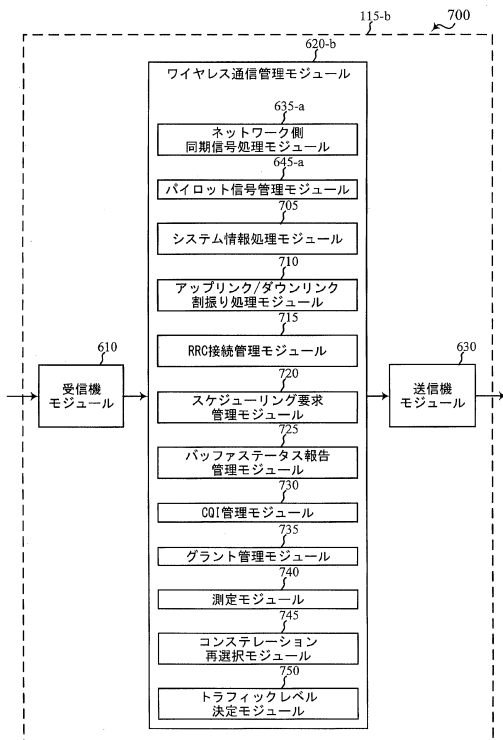 700
115-b
620-b
ワイヤレス通信管理モジュール
635-a
ネットワーク側
同期信号処理モジュール
645-a
パイロット信号管理モジュール
705
システム情報処理モジュール
710
アップリンク/ダウンリンク
割振り処理モジュール
715
RRC接続管理モジュール
610
受信機
モジュール
630
送信機
モジュール
720
スケジューリング要求
管理モジュール
725
バッファステータス報告
管理モジュール
730
CQI管理モジュール
735
グラント管理モジュール
740
測定モジュール
745
コンステレーション
再選択モジュール
750
トラフィックレベル
決定モジュール